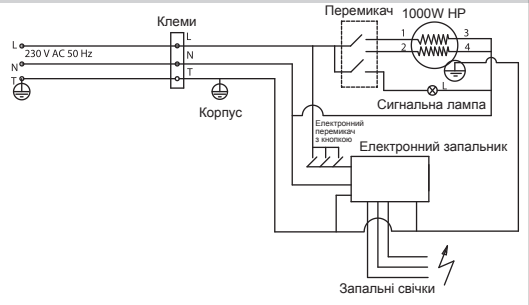 Перемикач
1000W HP
Клеми
L
230 V AC 50 Hz
N
T
L
N
T
1
2
3
4
L
Корпус
Сигнальна лампа
Електронний
перемикач
з кнопкою
Електронний запальник
Запальні свічки